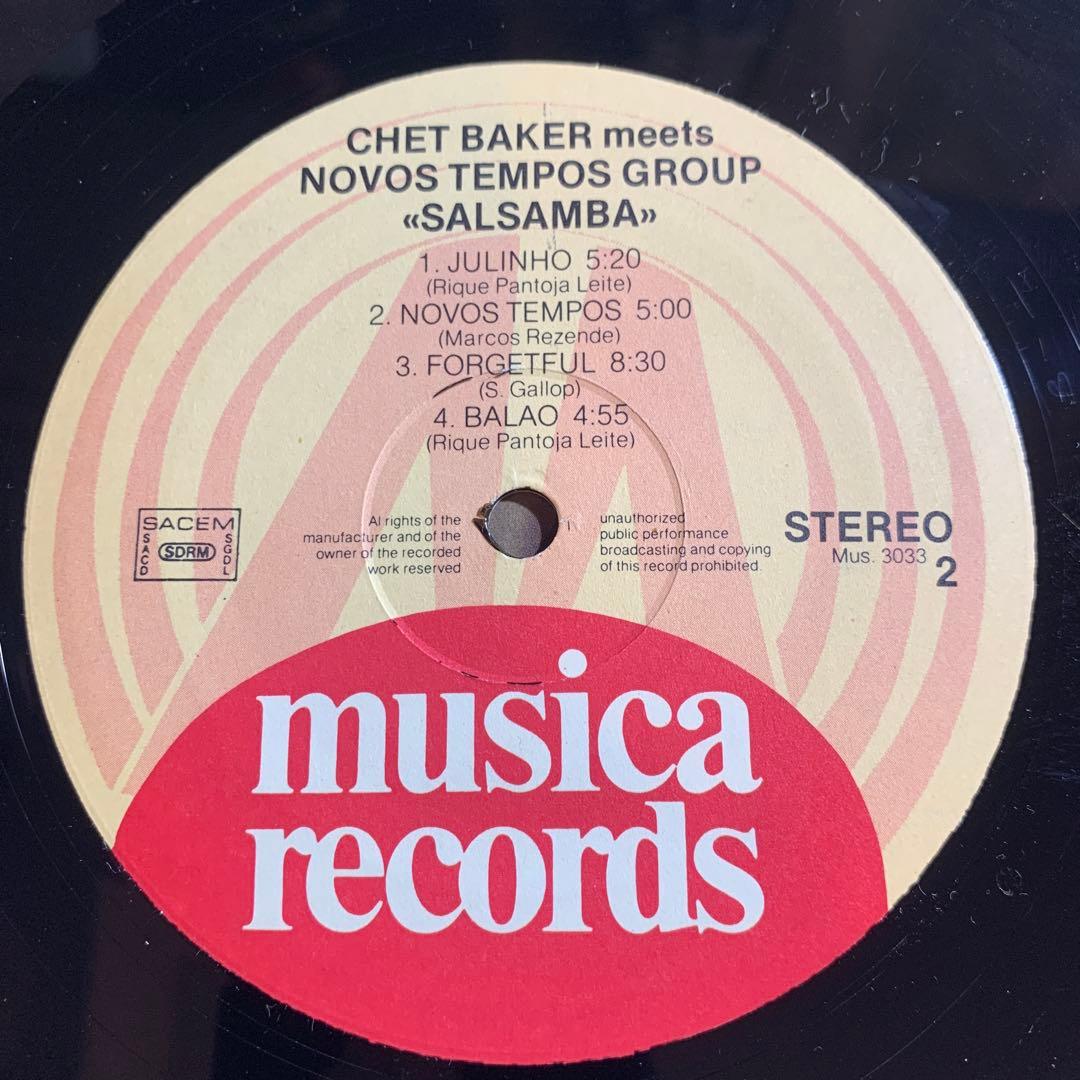 CHET BAKER meets
NOVOS TEMPOS GROUP
«SALSAMBA»
1. JULINHO 5:20
(Rique Pantoja Leite)
2. NOVOS TEMPOS 5:00
(Marcos Rezende)
3. FORGETFUL 8:30
(S. Gallop)
4. BALAO 4:55
(Rique Pantoja Leite)
SACEM
SACD
SDRM
SGDL
Al rights of the
manufacturer and of the
owner of the recorded
work reserved
unauthorized
public performance
broadcasting and copying
of this record prohibited.
STEREO
Mus. 3033
2
musica
records